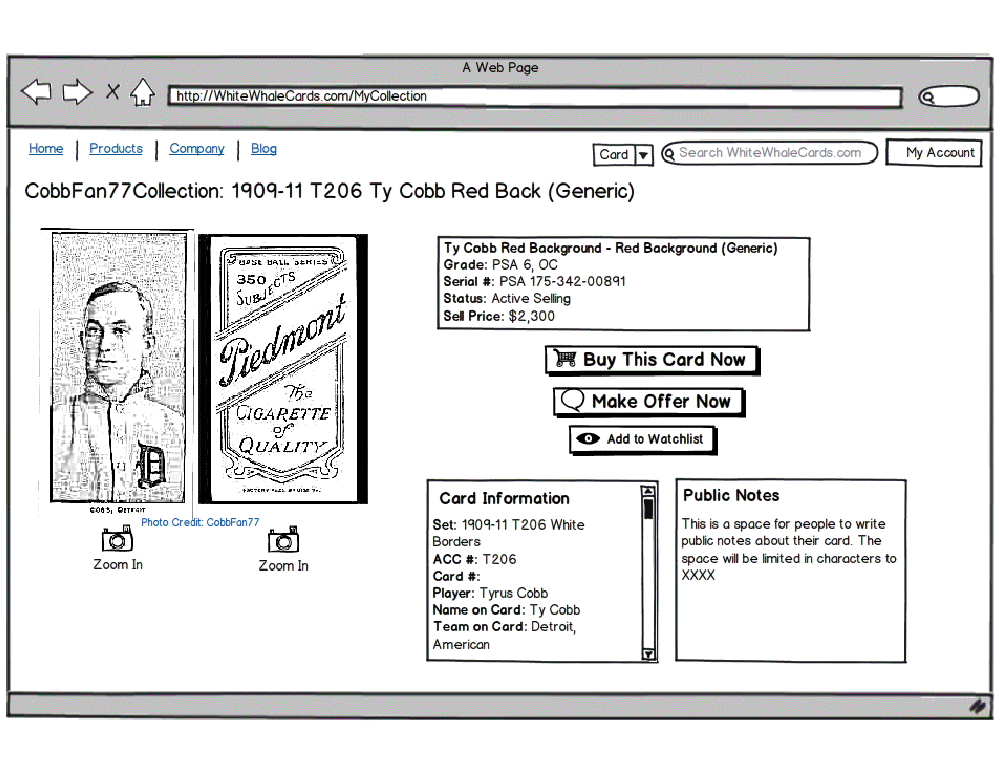 A Web Page
http://WhiteWhaleCards.com/MyCollection
Home Products Company Blog
Card Search WhiteWhaleCards.com My Account
CobbFan77Collection: 1909-11 T206 Ty Cobb Red Back (Generic)
BASE BALL SERIES
350
SUBJECTS
Piedmont
The
CIGARETTE
of
QUALITY
COBB, DETROIT
D
Photo Credit: CobbFan77
Zoom In
Zoom In
Ty Cobb Red Background - Red Background (Generic)
Grade: PSA 6, OC
Serial #: PSA 175-342-00891
Status: Active Selling
Sell Price: $2,300
Buy This Card Now
Make Offer Now
Add to Watchlist
Card Information
Set: 1909-11 T206 White
Borders
ACC #: T206
Card #:
Player: Tyrus Cobb
Name on Card: Ty Cobb
Team on Card: Detroit,
American
Public Notes
This is a space for people to write
public notes about their card. The
space will be limited in characters to
XXXX